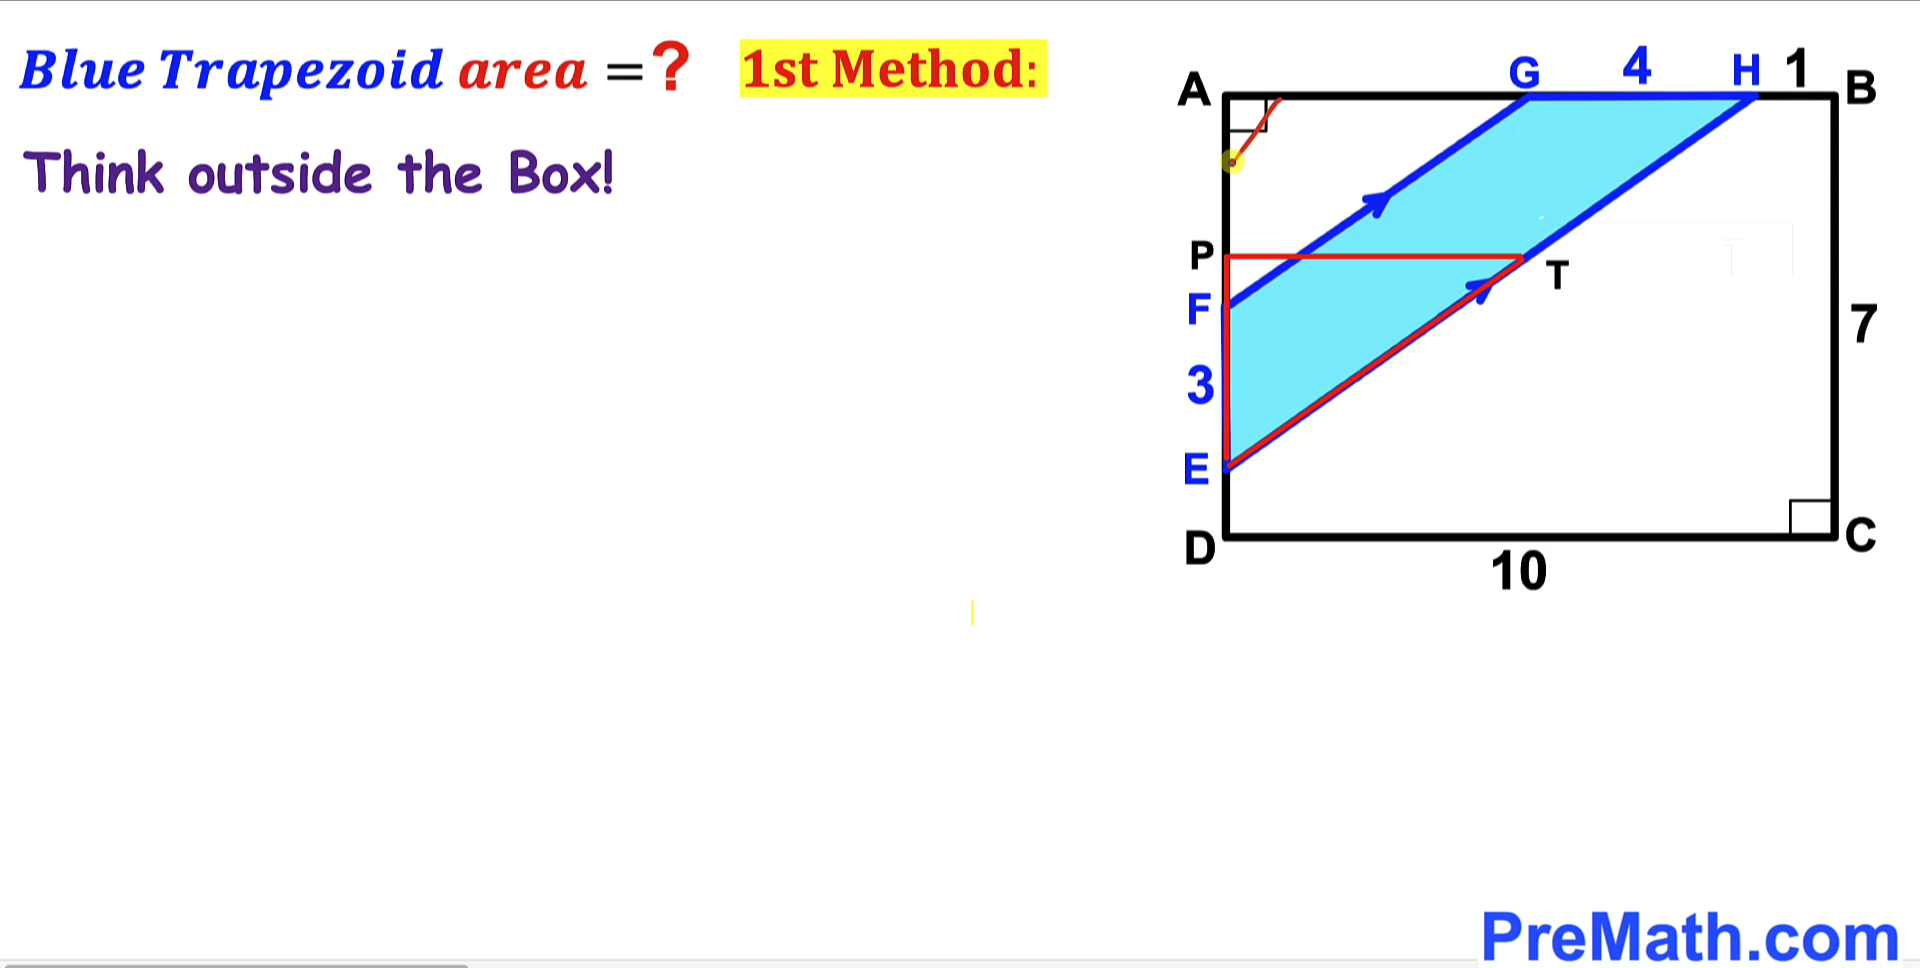 Blue Trapezoid area =? 1st Method:
Think outside the Box!
A G 4 H 1 B
P
T
F
7
3
E
D C
10
PreMath.com